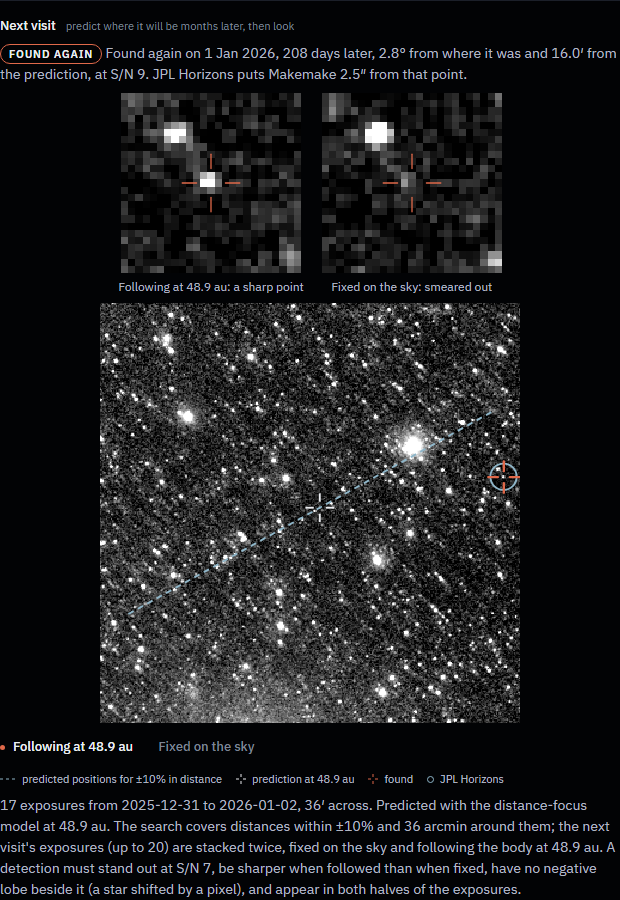 Next visit predict where it will be months later, then look
FOUND AGAIN Found again on 1 Jan 2026, 208 days later, 2.8° from where it was and 16.0′ from
the prediction, at S/N 9. JPL Horizons puts Makemake 2.5″ from that point.
Following at 48.9 au: a sharp point
Fixed on the sky: smeared out
Following at 48.9 au Fixed on the sky
predicted positions for ±10% in distance prediction at 48.9 au found JPL Horizons
17 exposures from 2025-12-31 to 2026-01-02, 36′ across. Predicted with the distance-focus
model at 48.9 au. The search covers distances within ±10% and 36 arcmin around them; the next
visit's exposures (up to 20) are stacked twice, fixed on the sky and following the body at 48.9 au. A
detection must stand out at S/N 7, be sharper when followed than when fixed, have no negative
lobe beside it (a star shifted by a pixel), and appear in both halves of the exposures.